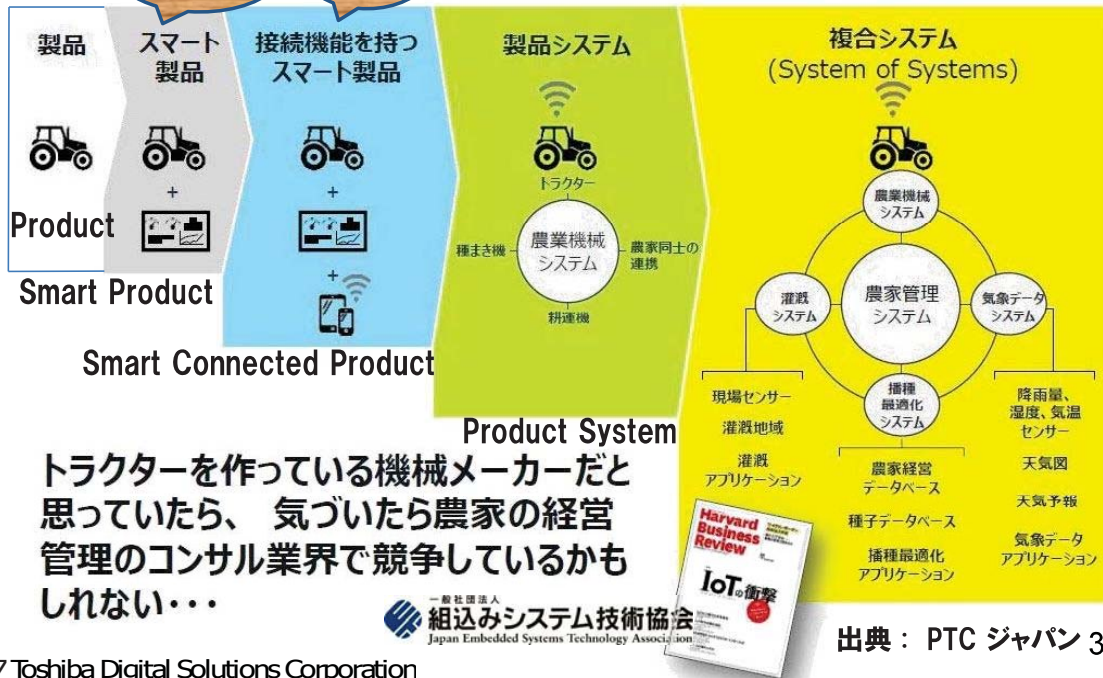 製品
スマート
製品
接続機能を持つ
スマート製品
製品システム
複合システム
(System of Systems)
+
+
+
Product
Smart Product
Smart Connected Product
トラクター
種まき機
農業機械
システム
農家同士の
連携
耕運機
Product System
農業機械
システム
灌漑
システム
農家管理
システム
気象データ
システム
播種
最適化
システム
現場センサー
灌漑地域
灌漑
アプリケーション
農家経営
データベース
種子データベース
播種最適化
アプリケーション
降雨量、
湿度、気温
センサー
天気図
天気予報
気象データ
アプリケーション
トラクターを作っている機械メーカーだと
思っていたら、 気づいたら農家の経営
管理のコンサル業界で競争しているかも
しれない・・・
一般社団法人
組込みシステム技術協会
Japan Embedded Systems Technology Association
Harvard
Business
Review
IoTの衝撃
出典： PTC ジャパン 3
7 Toshiba Digital Solutions Corporation